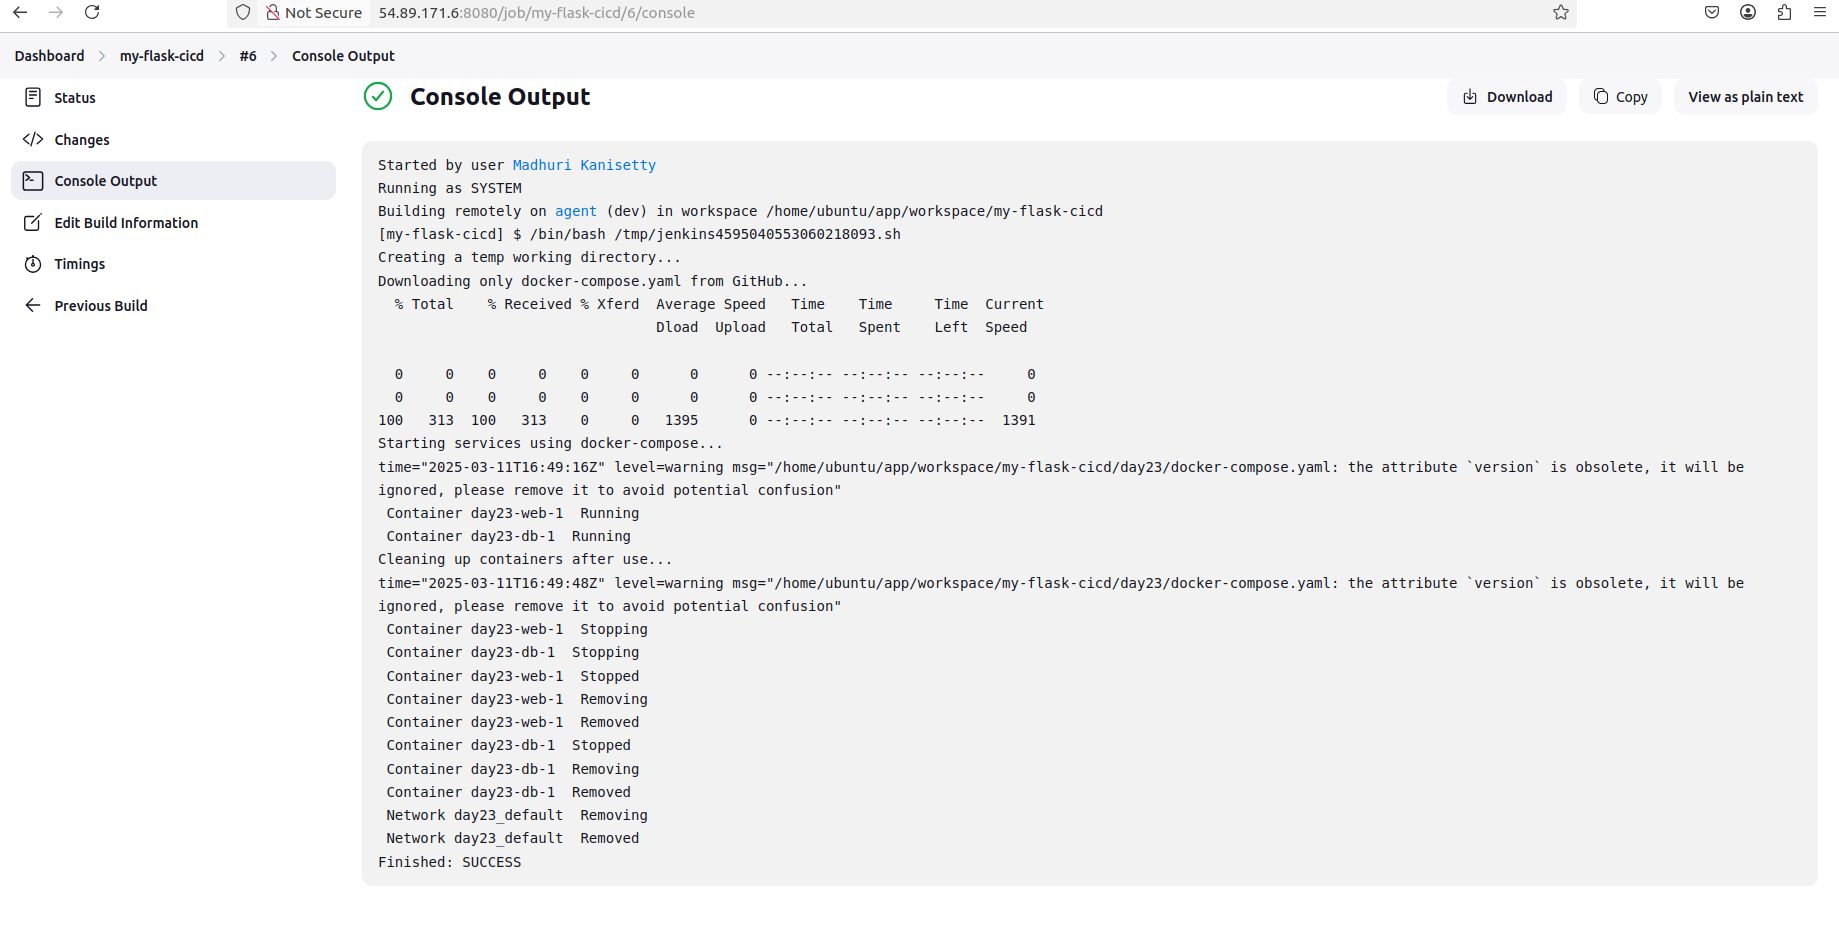 Not Secure 54.89.171.6:8080/job/my-flask-cicd/6/console
Dashboard > my-flask-cicd > #6 > Console Output
Status
Changes
Console Output
Edit Build Information
Timings
Previous Build
Console Output
Download
Copy
View as plain text
Started by user Madhuri Kanisetty
Running as SYSTEM
Building remotely on agent (dev) in workspace /home/ubuntu/app/workspace/my-flask-cicd
[my-flask-cicd] $ /bin/bash /tmp/jenkins4595040553060218093.sh
Creating a temp working directory...
Downloading only docker-compose.yaml from GitHub...
  % Total    % Received % Xferd  Average Speed   Time    Time     Time  Current
                                 Dload  Upload   Total   Spent    Left  Speed
  0     0    0     0    0     0      0      0 --:--:-- --:--:-- --:--:--     0
  0     0    0     0    0     0      0      0 --:--:-- --:--:-- --:--:--     0
100   313  100   313    0     0   1395      0 --:--:-- --:--:-- --:--:--  1391
Starting services using docker-compose...
time="2025-03-11T16:49:16Z" level=warning msg="/home/ubuntu/app/workspace/my-flask-cicd/day23/docker-compose.yaml: the attribute `version` is obsolete, it will be
ignored, please remove it to avoid potential confusion"
 Container day23-web-1  Running
 Container day23-db-1  Running
Cleaning up containers after use...
time="2025-03-11T16:49:48Z" level=warning msg="/home/ubuntu/app/workspace/my-flask-cicd/day23/docker-compose.yaml: the attribute `version` is obsolete, it will be
ignored, please remove it to avoid potential confusion"
 Container day23-web-1  Stopping
 Container day23-db-1  Stopping
 Container day23-web-1  Stopped
 Container day23-web-1  Removing
 Container day23-web-1  Removed
 Container day23-db-1  Stopped
 Container day23-db-1  Removing
 Container day23-db-1  Removed
 Network day23_default  Removing
 Network day23_default  Removed
Finished: SUCCESS